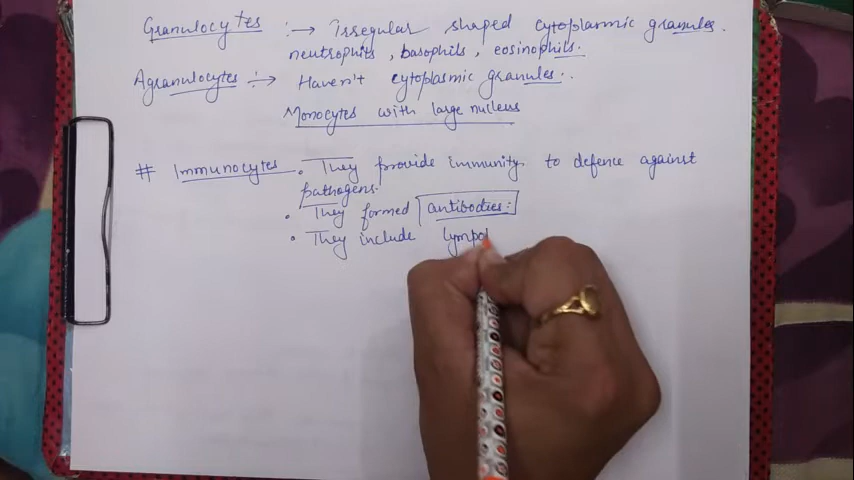 Granulocytes :→ Irregular shaped cytoplasmic granules.
neutrophils, basophils, eosinophils.
Agranulocytes :→ Haven't cytoplasmic granules.
Monocytes with large nucleus
# Immunocytes • They provide immunity to defence against
pathogens.
• They formed antibodies.
• They include lympo